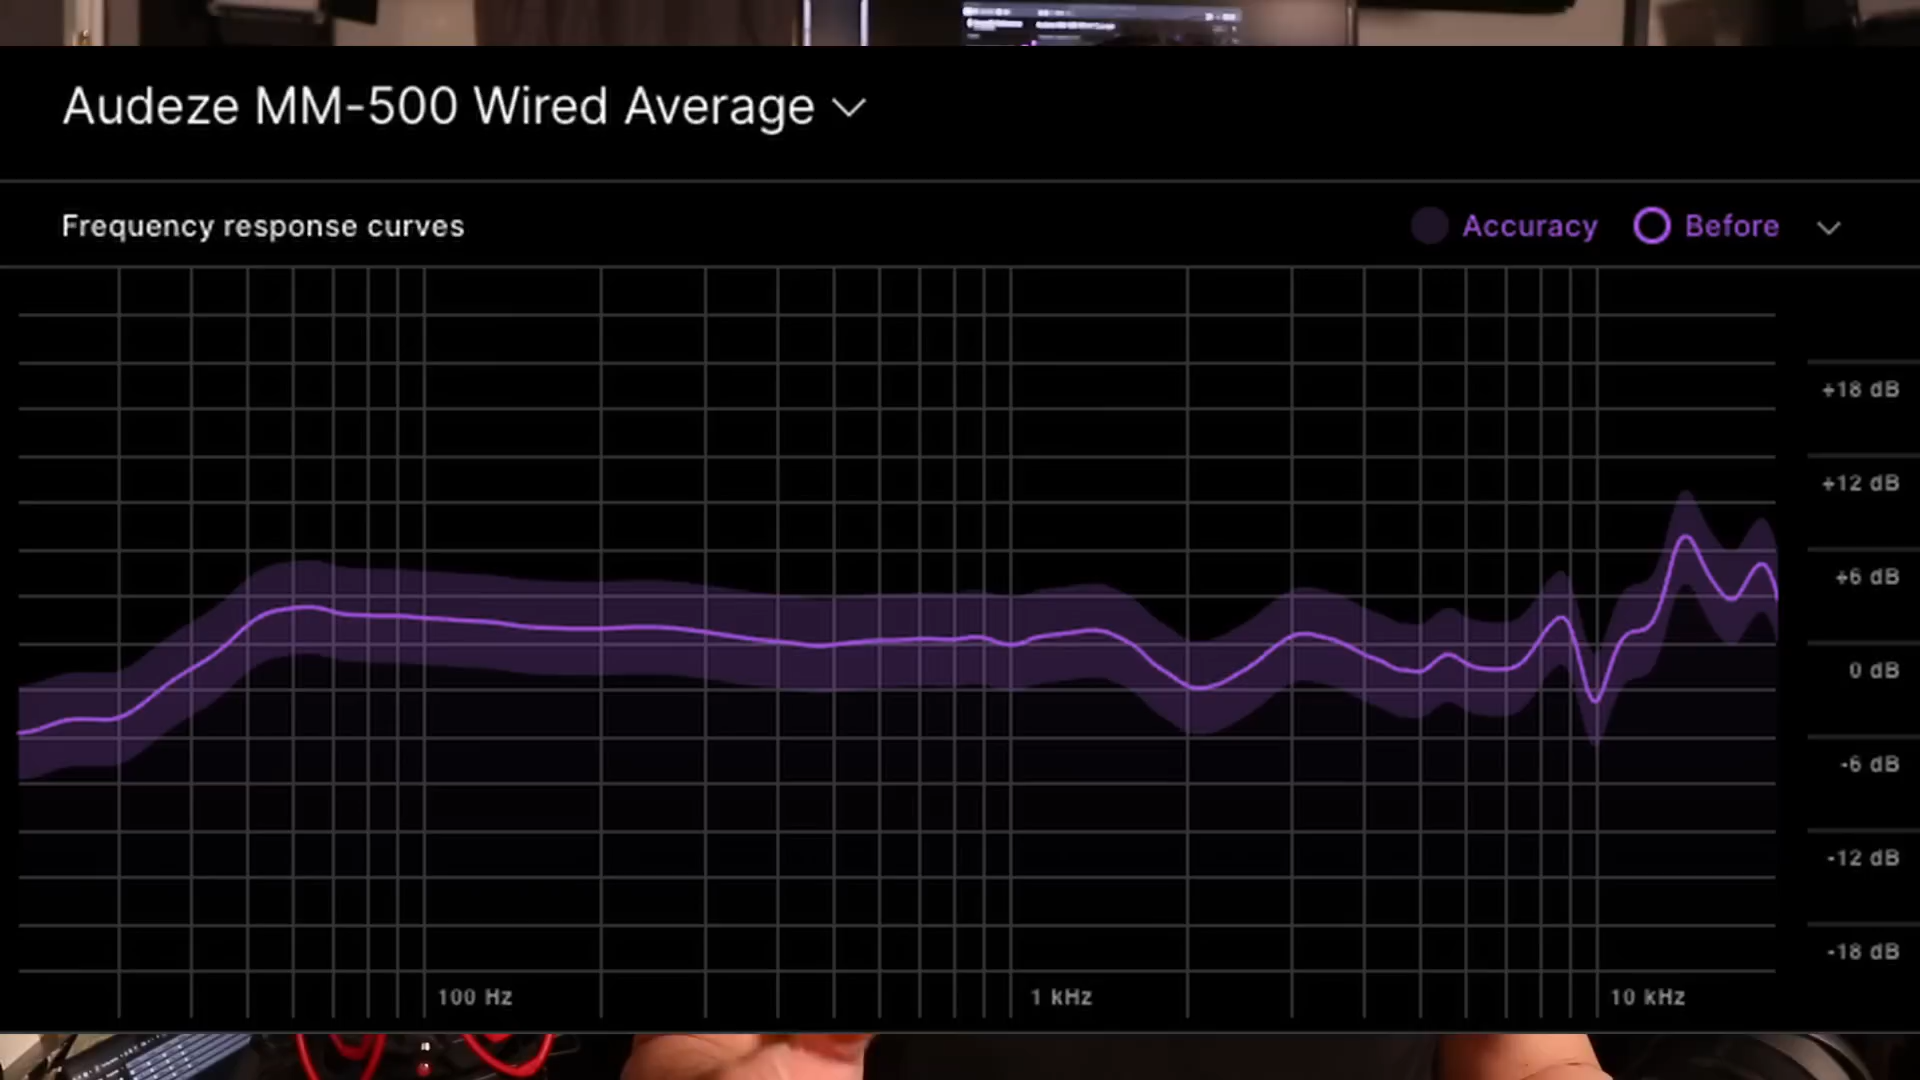 Audeze MM-500 Wired Average
Frequency response curves
Accuracy
Before
+18 dB
+12 dB
+6 dB
0 dB
-6 dB
-12 dB
-18 dB
100 Hz
1 kHz
10 kHz